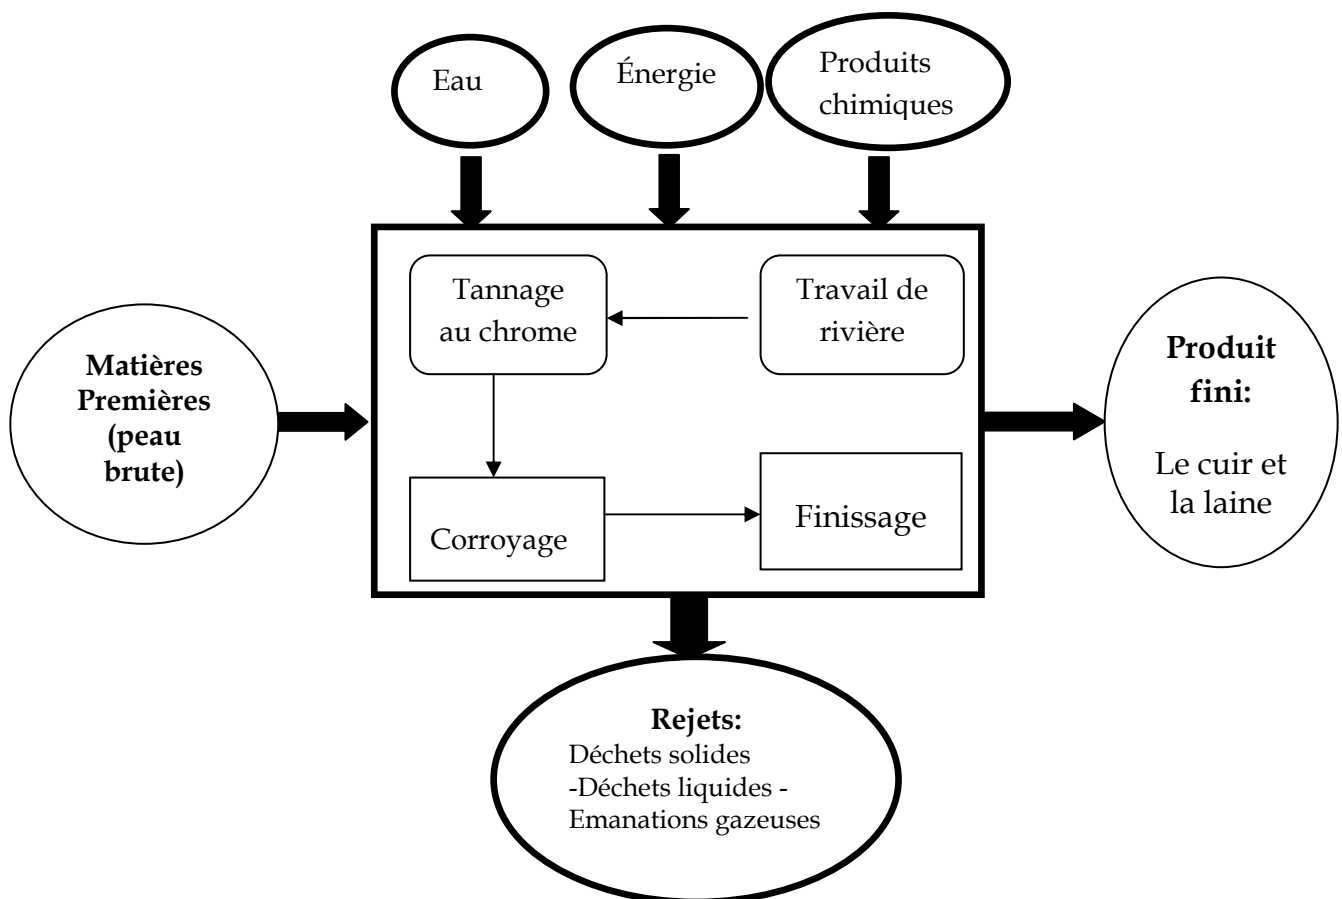 Eau
Énergie
Produits
chimiques
Tannage
au chrome
Travail de
rivière
Matières
Premières
(peau
brute)
Produit
fini:
Le cuir et
la laine
Corroyage
Finissage
Rejets:
Déchets solides
-Déchets liquides -
Emanations gazeuses